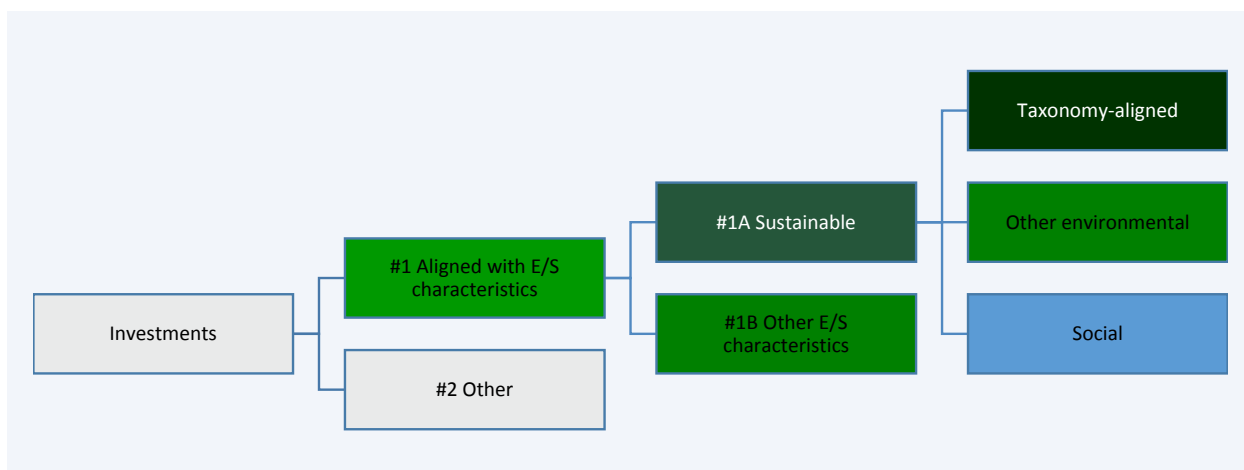 Investments
#1 Aligned with E/S
characteristics
#2 Other
#1A Sustainable
#1B Other E/S
characteristics
Taxonomy-aligned
Other environmental
Social